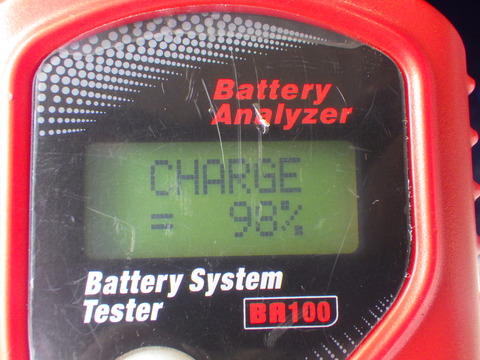 Battery
Analyzer
CHARGE
= 98%
Battery System
Tester
BR100